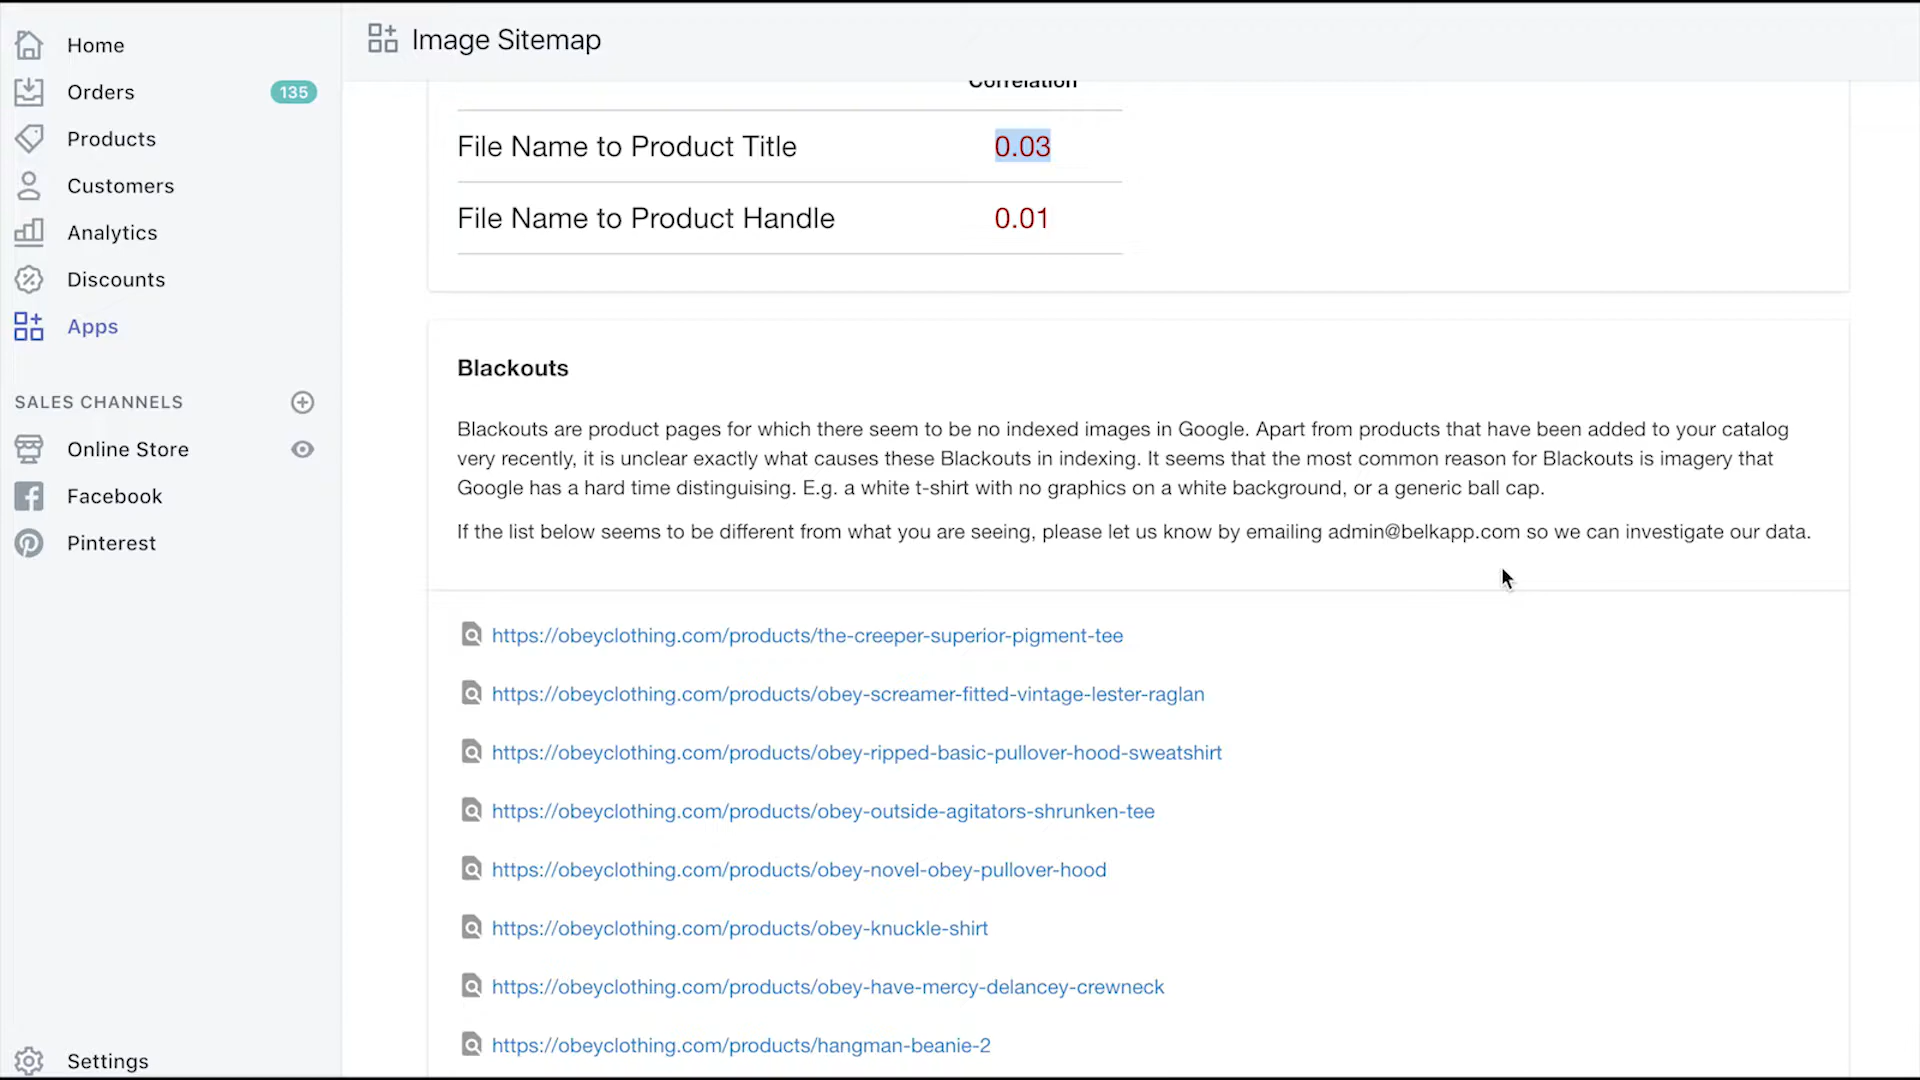 Home
Orders 135
Products
Customers
Analytics
Discounts
Apps
SALES CHANNELS
Online Store
Facebook
Pinterest
Settings
Image Sitemap
Correlation
File Name to Product Title 0.03
File Name to Product Handle 0.01
Blackouts
Blackouts are product pages for which there seem to be no indexed images in Google. Apart from products that have been added to your catalog
very recently, it is unclear exactly what causes these Blackouts in indexing. It seems that the most common reason for Blackouts is imagery that
Google has a hard time distinguising. E.g. a white t-shirt with no graphics on a white background, or a generic ball cap.
If the list below seems to be different from what you are seeing, please let us know by emailing admin@belkapp.com so we can investigate our data.
https://obeyclothing.com/products/the-creeper-superior-pigment-tee
https://obeyclothing.com/products/obey-screamer-fitted-vintage-lester-raglan
https://obeyclothing.com/products/obey-ripped-basic-pullover-hood-sweatshirt
https://obeyclothing.com/products/obey-outside-agitators-shrunken-tee
https://obeyclothing.com/products/obey-novel-obey-pullover-hood
https://obeyclothing.com/products/obey-knuckle-shirt
https://obeyclothing.com/products/obey-have-mercy-delancey-crewneck
https://obeyclothing.com/products/hangman-beanie-2